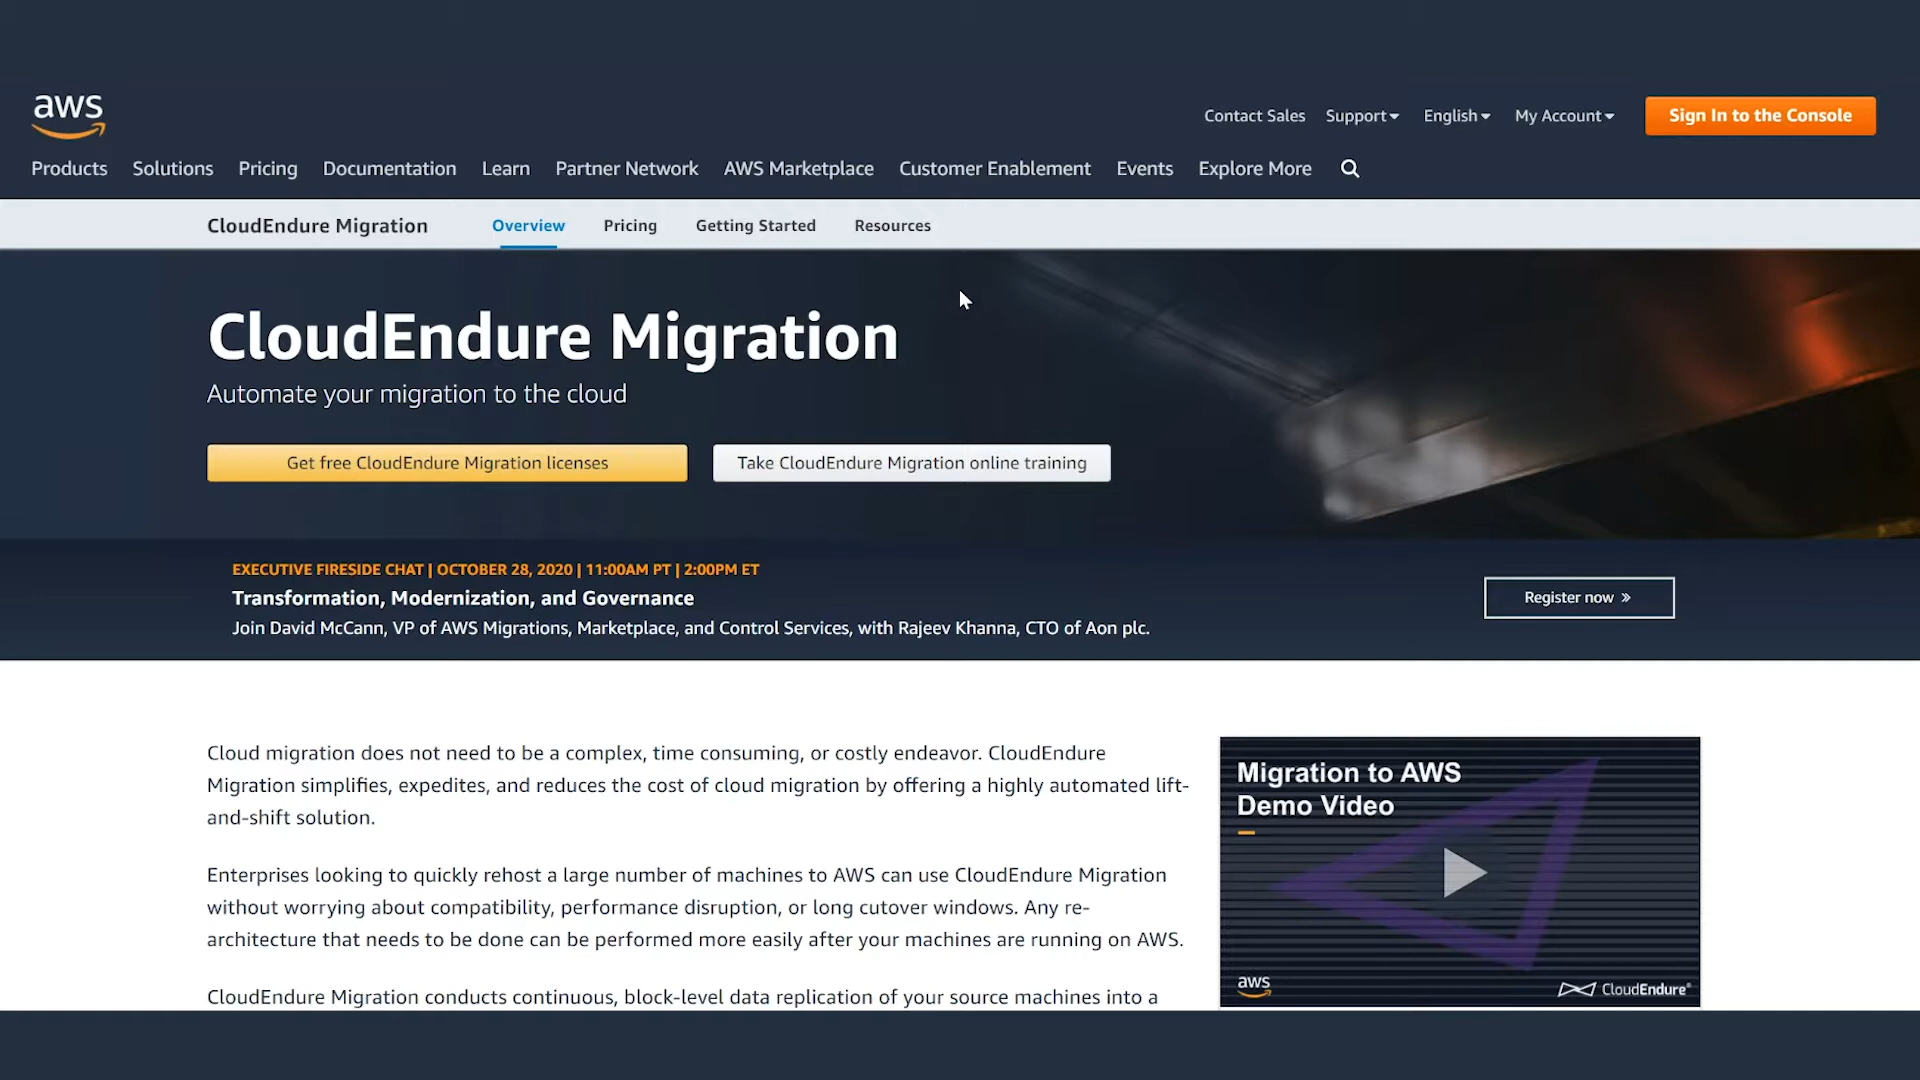 aws
Contact Sales Support English My Account Sign In to the Console
Products Solutions Pricing Documentation Learn Partner Network AWS Marketplace Customer Enablement Events Explore More
CloudEndure Migration Overview Pricing Getting Started Resources
CloudEndure Migration
Automate your migration to the cloud
Get free CloudEndure Migration licenses Take CloudEndure Migration online training
EXECUTIVE FIRESIDE CHAT | OCTOBER 28, 2020 | 11:00AM PT | 2:00PM ET
Transformation, Modernization, and Governance
Join David McCann, VP of AWS Migrations, Marketplace, and Control Services, with Rajeev Khanna, CTO of Aon plc.
Register now »
Cloud migration does not need to be a complex, time consuming, or costly endeavor. CloudEndure
Migration simplifies, expedites, and reduces the cost of cloud migration by offering a highly automated lift-
and-shift solution.
Enterprises looking to quickly rehost a large number of machines to AWS can use CloudEndure Migration
without worrying about compatibility, performance disruption, or long cutover windows. Any re-
architecture that needs to be done can be performed more easily after your machines are running on AWS.
CloudEndure Migration conducts continuous, block-level data replication of your source machines into a
Migration to AWS
Demo Video
aws
CloudEndure®